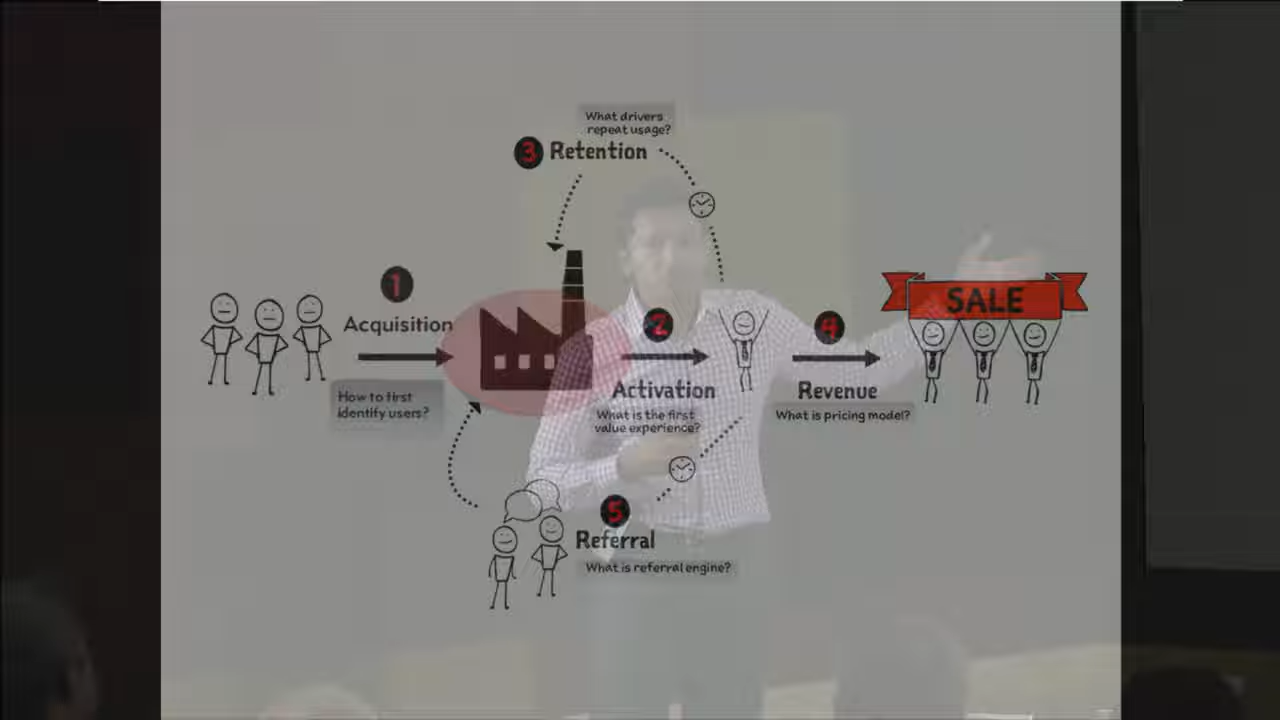 What drivers
repeat usage?
3 Retention
1
Acquisition
How to first
identify users?
2
Activation
What is the first
value experience?
4
Revenue
What is pricing model?
SALE
5
Referral
What is referral engine?